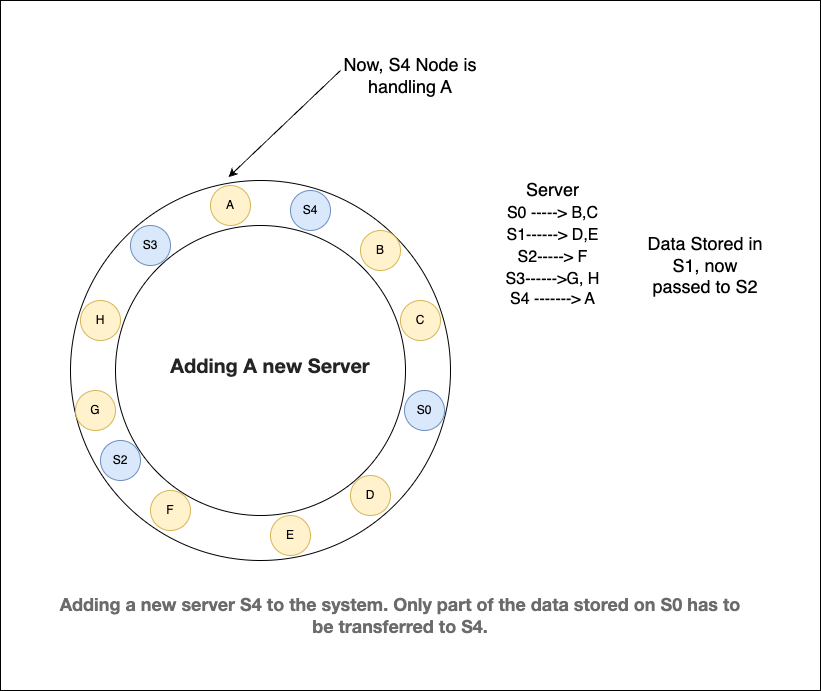 Now, S4 Node is
handling A
A
S4
S3
B
H
C
G
S0
S2
D
F
E
Adding A new Server
Server
S0 -----> B,C
S1------> D,E
S2-----> F
S3------>G, H
S4 -------> A
Data Stored in
S1, now
passed to S2
Adding a new server S4 to the system. Only part of the data stored on S0 has to
be transferred to S4.